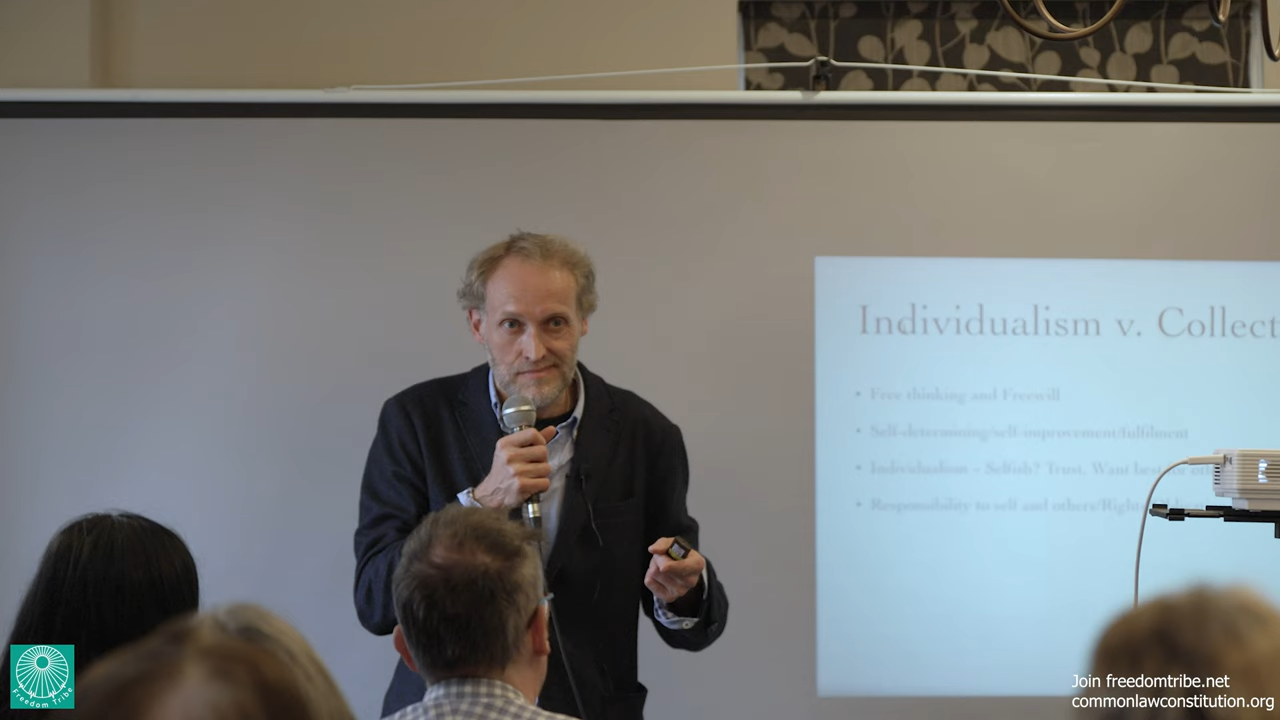 Individualism v. Collect
• Free thinking and Freewill
• Self-determining/self-improvement/fulfilment
• Individualism – Selfish? Trust. Want best
• Responsibility to self and others/Rights
Freedom Tribe
Join freedomtribe.net
commonlawconstitution.org